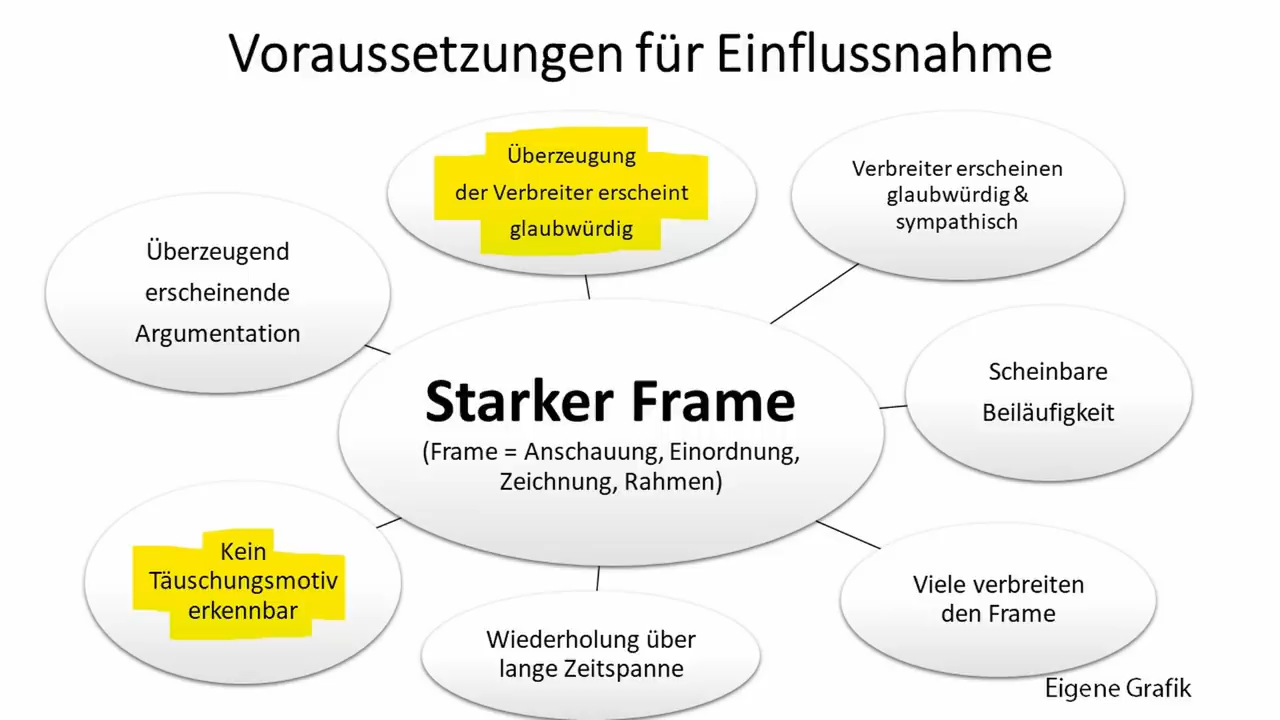 Voraussetzungen für Einflussnahme
Überzeugung
der Verbreiter erscheint
glaubwürdig
Verbreiter erscheinen
glaubwürdig &
sympathisch
Überzeugend
erscheinende
Argumentation
Scheinbare
Beiläufigkeit
Starker Frame
(Frame = Anschauung, Einordnung,
Zeichnung, Rahmen)
Kein
Täuschungsmotiv
erkennbar
Viele verbreiten
den Frame
Wiederholung über
lange Zeitspanne
Eigene Grafik